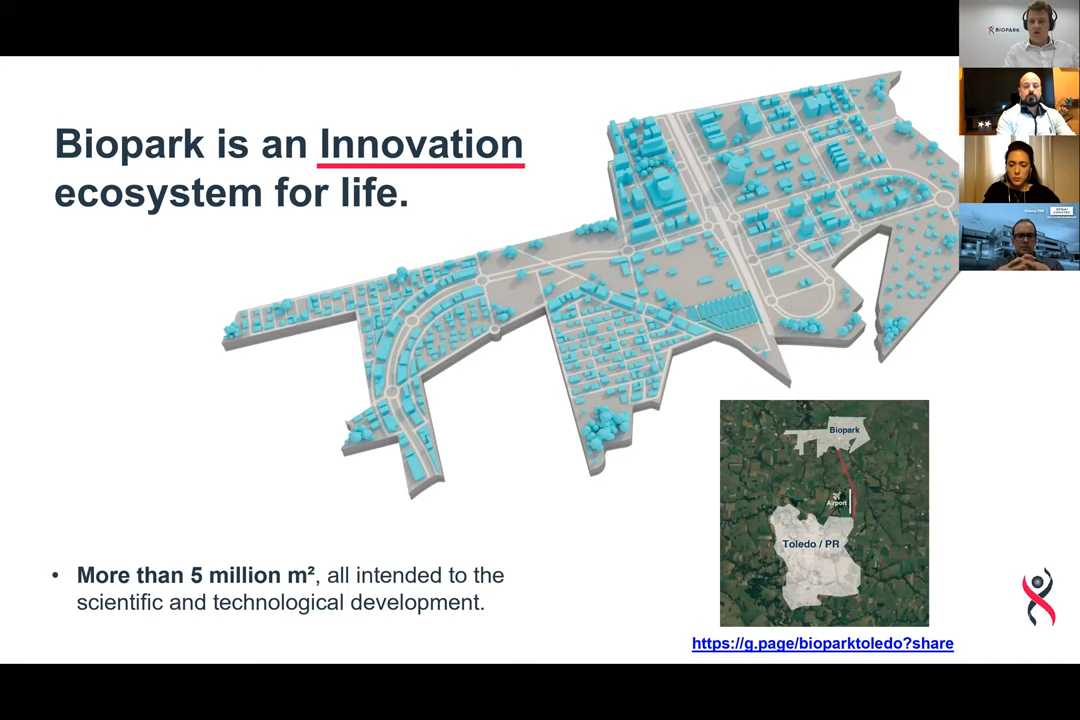 BIOPARK
Biopark is an Innovation
ecosystem for life.
Biopark
Airport
Toledo / PR
• More than 5 million m², all intended to the
scientific and technological development.
https://g.page/bioparktoledo?share